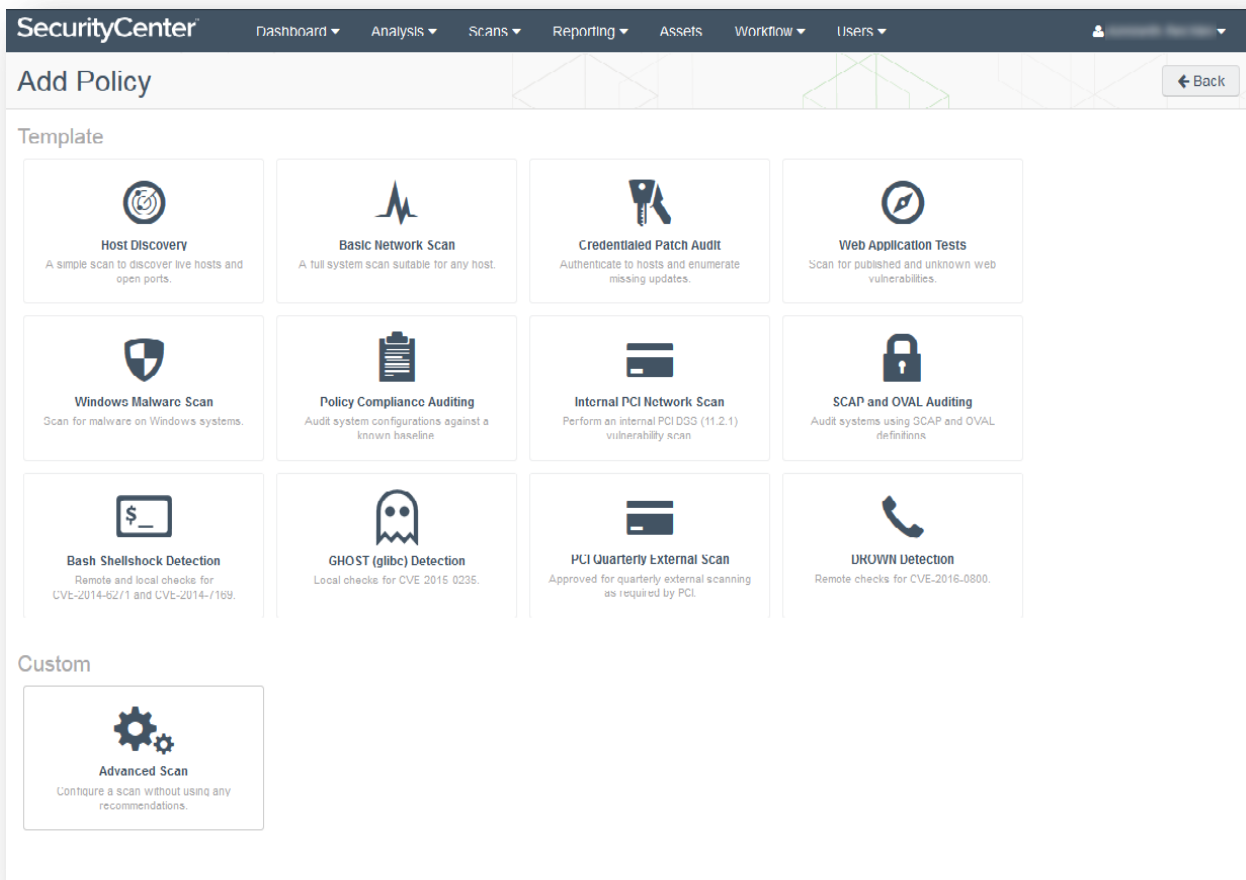 SecurityCenter™
Dashboard Analysis Scans Reporting Assets Workflow Users
Add Policy
Back
Template
Host Discovery
A simple scan to discover live hosts and
open ports.
Basic Network Scan
A full system scan suitable for any host.
Credentialed Patch Audit
Authenticate to hosts and enumerate
missing updates.
Web Application Tests
Scan for published and unknown web
vulnerabilities.
Windows Malware Scan
Scan for malware on Windows systems.
Policy Compliance Auditing
Audit system configurations against a
known baseline.
Internal PCI Network Scan
Perform an internal PCI DSS (11.2.1)
vulnerability scan.
SCAP and OVAL Auditing
Audit systems using SCAP and OVAL
definitions.
$_
Bash Shellshock Detection
Remote and local checks for
CVE-2014-6271 and CVE-2014-7169.
GHOST (glibc) Detection
Local checks for CVE-2015-0235.
PCI Quarterly External Scan
Approved for quarterly external scanning
as required by PCI.
DROWN Detection
Remote checks for CVE-2016-0800.
Custom
Advanced Scan
Configure a scan without using any
recommendations.